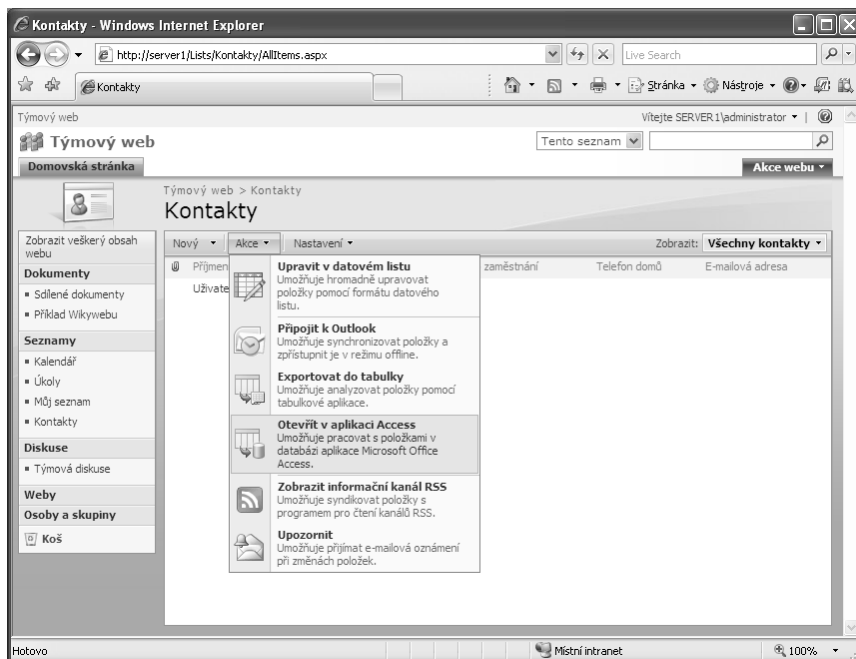 Kontakty - Windows Internet Explorer
http://server1/Lists/Kontakty/AllItems.aspx
Live Search
Kontakty
Stránka
Nástroje
Týmový web
Vítejte SERVER1\administrator
Týmový web
Tento seznam
Domovská stránka
Akce webu
Týmový web > Kontakty
Kontakty
Zobrazit veškerý obsah
webu
Dokumenty
Sdílené dokumenty
Příklad Wikywebu
Seznamy
Kalendář
Úkoly
Můj seznam
Kontakty
Diskuse
Týmová diskuse
Weby
Osoby a skupiny
Koš
Nový
Akce
Nastavení
Zobrazit: Všechny kontakty
Příjmen
zaměstnání
Telefon domů
E-mailová adresa
Uživate
Upravit v datovém listu
Umožňuje hromadně upravovat
položky pomocí formátu datového
listu.
Připojit k Outlook
Umožňuje synchronizovat položky a
zpřístupnit je v režimu offline.
Exportovat do tabulky
Umožňuje analyzovat položky pomocí
tabulkové aplikace.
Otevřít v aplikaci Access
Umožňuje pracovat s položkami v
databázi aplikace Microsoft Office
Access.
Zobrazit informační kanál RSS
Umožňuje syndikovat položky s
programem pro čtení kanálů RSS.
Upozornit
Umožňuje přijímat e-mailová oznámení
při změnách položek.
Hotovo
Místní intranet
100%